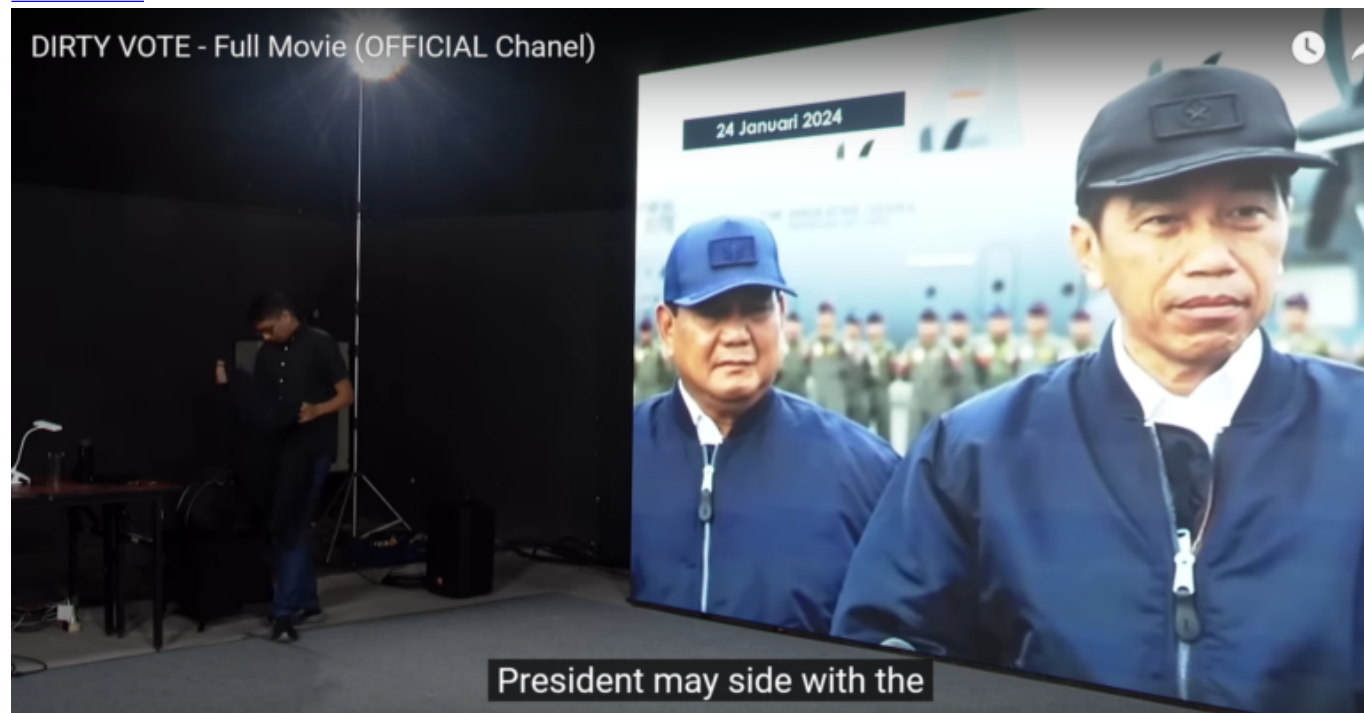 DIRTY VOTE - Full Movie (OFFICIAL Chanel)
24 Januari 2024
President may side with the